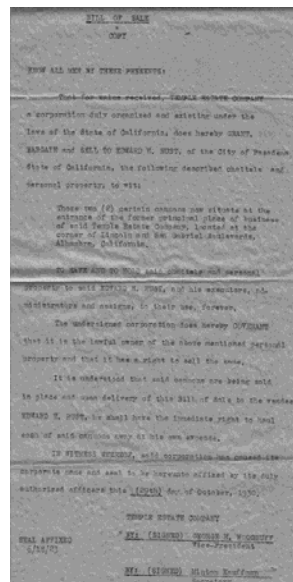 BILL OF SALE
COPY
KNOW ALL MEN BY THESE PRESENTS:
That for value received, TEMPLE ESTATE COMPANY
a corporation duly organized and existing under the
laws of the State of California, does hereby GRANT,
BARGAIN and SELL TO EDWARD H. RUST, of the City of Pasadena
State of California, the following described chattels and
personal property, to wit:
Those two (2) certain cannons now situate at the
entrance of the former principal place of business
of said Temple Estate Company, located at the
corner of Lincoln and San Gabriel Boulevards,
Alhambra, California.
TO HAVE AND TO HOLD said chattels and personal
property to said EDWARD H. RUST, and his executors, ad-
ministrators and assigns, to their use, forever.
The undersigned corporation does hereby COVENANT
that it is the lawful owner of the above mentioned personal
property and that it has a right to sell the same.
It is understood that said cannons are being sold
in place and upon delivery of this Bill of Sale to the vendee
EDWARD H. RUST, he shall have the immediate right to haul
each of said cannons away at his own expense.
IN WITNESS WHEREOF, said corporation has caused its
corporate name and seal to be hereunto affixed by its duly
authorized officers this (20th) day of October, 1930.
TEMPLE ESTATE COMPANY
SEAL AFFIXED
BY: (SIGNED) GEORGE H. WOODRUFF
Vice-President
BY: (SIGNED) Milton Kauffman